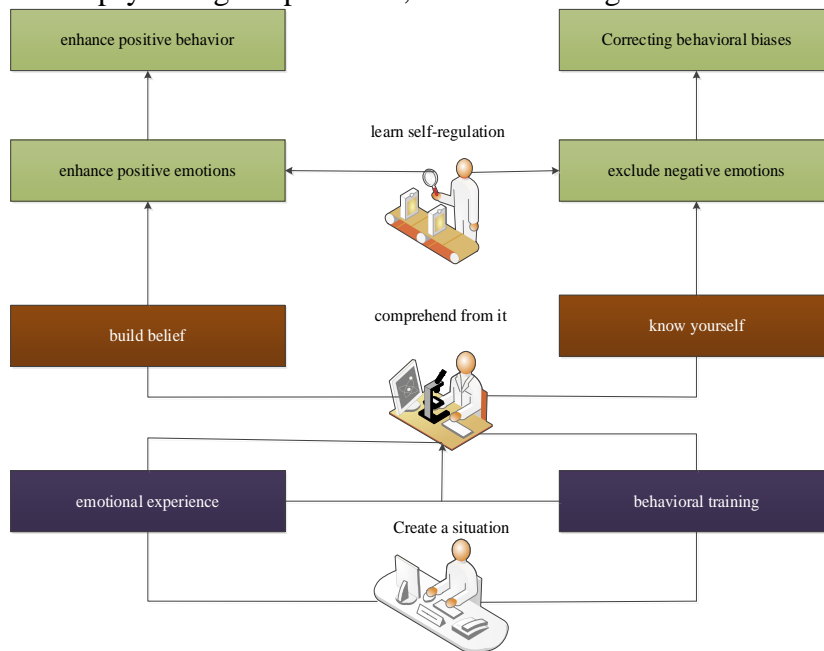 enhance positive behavior
Correcting behavioral biases
learn self-regulation
enhance positive emotions
exclude negative emotions
comprehend from it
build belief
know yourself
emotional experience
behavioral training
Create a situation